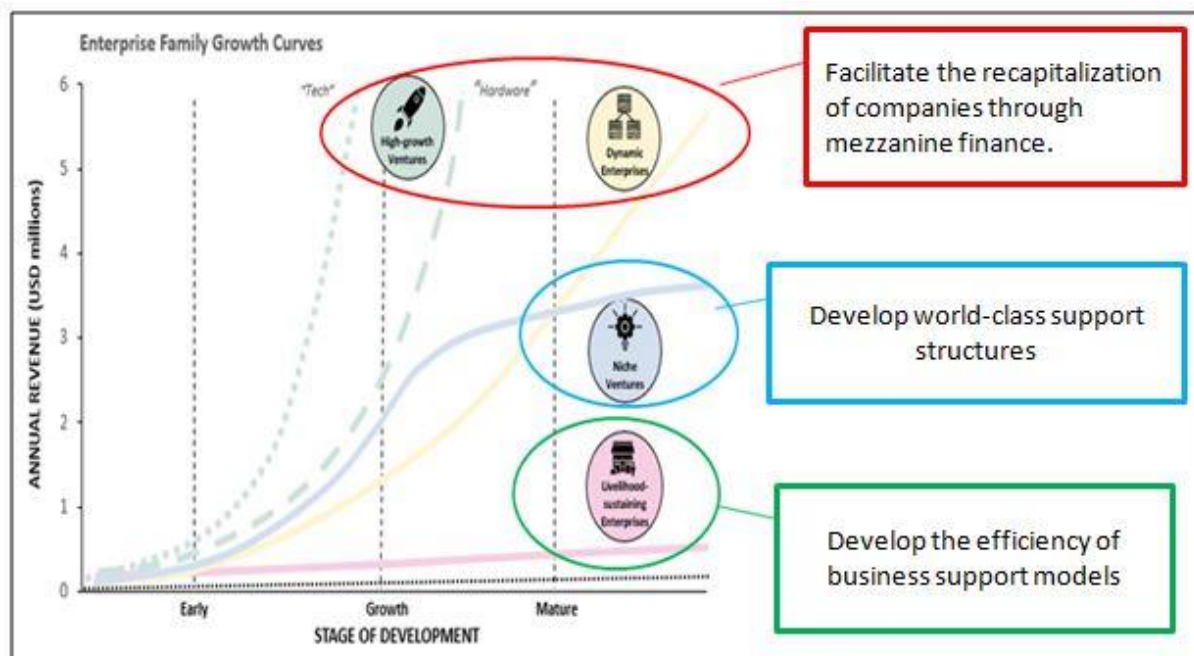 Enterprise Family Growth Curves
"Tech"
"Hardware"
High-growth
Ventures
Dynamic
Enterprises
Niche
Ventures
Livelihood-
sustaining
Enterprises
ANNUAL REVENUE (USD millions)
6
5
4
3
2
1
0
Early
Growth
Mature
STAGE OF DEVELOPMENT
Facilitate the recapitalization
of companies through
mezzanine finance.
Develop world-class support
structures
Develop the efficiency of
business support models